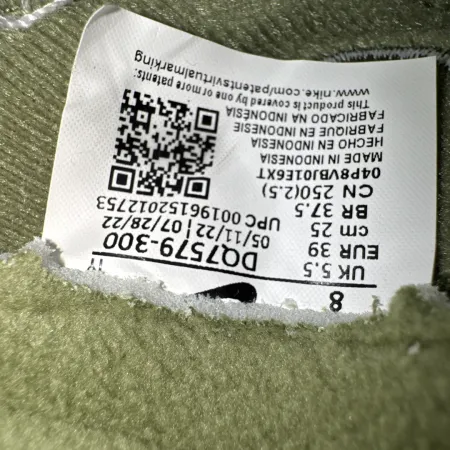 8
UK 5.5
EUR 39
cm 25
BR 37.5
CN 250(2.5)
DQ7579-300
05/11/22 | 07/28/22
UPC 00196152012753
04P8VBJ01E6XT
MADE IN INDONESIA
HECHO EN INDONESIA
FABRIQUE EN INDONESIE
FABRICADO NA INDONESIA
This product is covered by one or more patents:
www.nike.com/patentsvirtualmarking